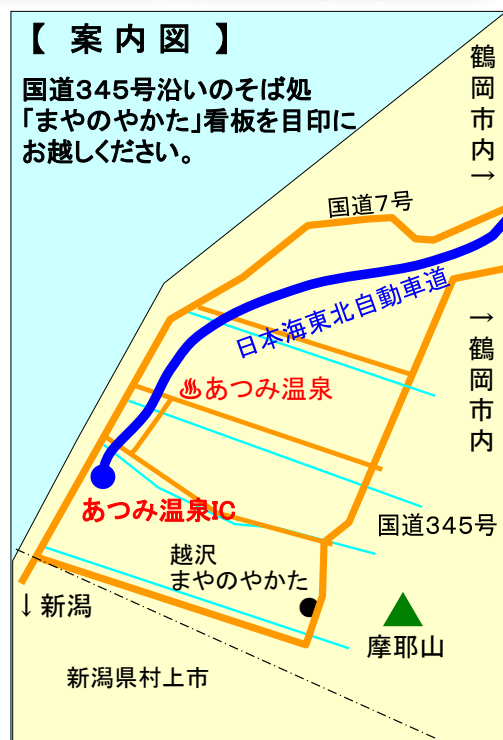 【 案 内 図 】
国道345号沿いのそば処
「まやのやかた」看板を目印に
お越しください。
鶴岡市内→
国道7号
日本海東北自動車道
→鶴岡市内
♨あつみ温泉
あつみ温泉IC
国道345号
越沢
まやのやかた
↓新潟
摩耶山
新潟県村上市